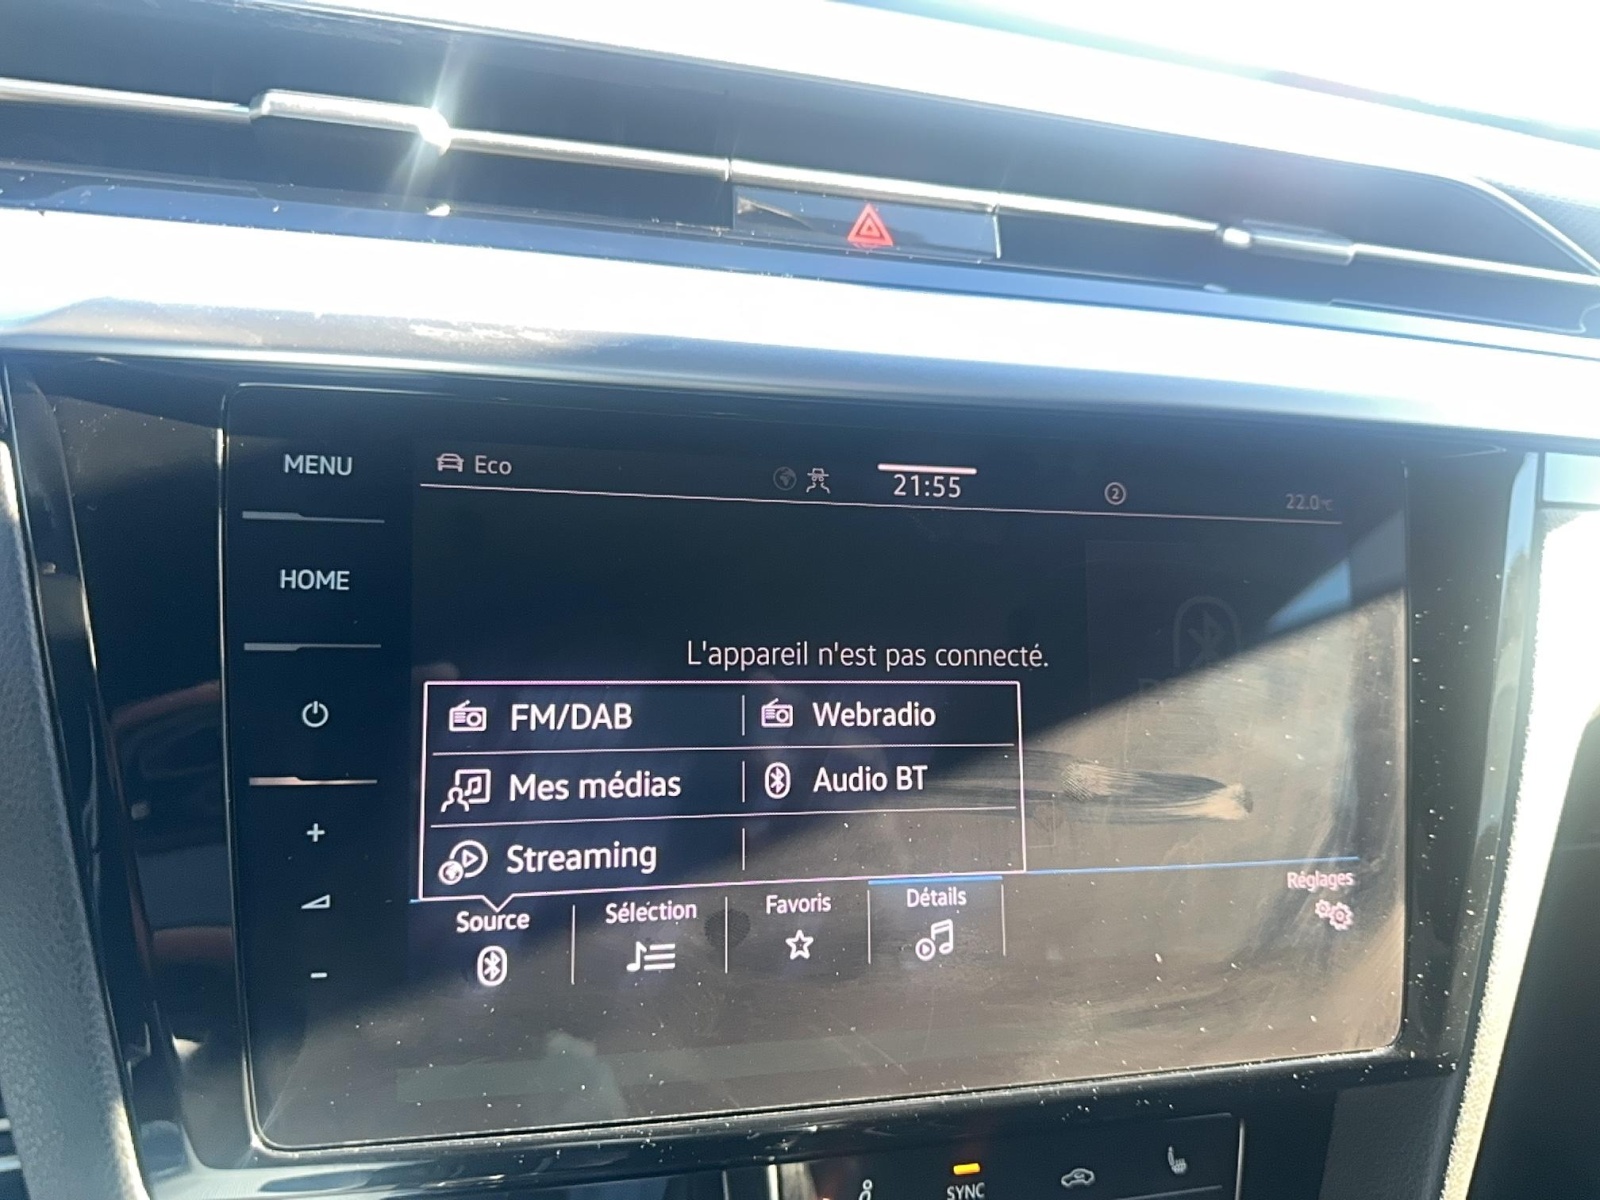 MENU
Eco
21:55
2
22.0°C
HOME
L'appareil n'est pas connecté.
FM/DAB
Webradio
Mes médias
Audio BT
Streaming
+
-
Source
Sélection
Favoris
Détails
Réglages
SYNC